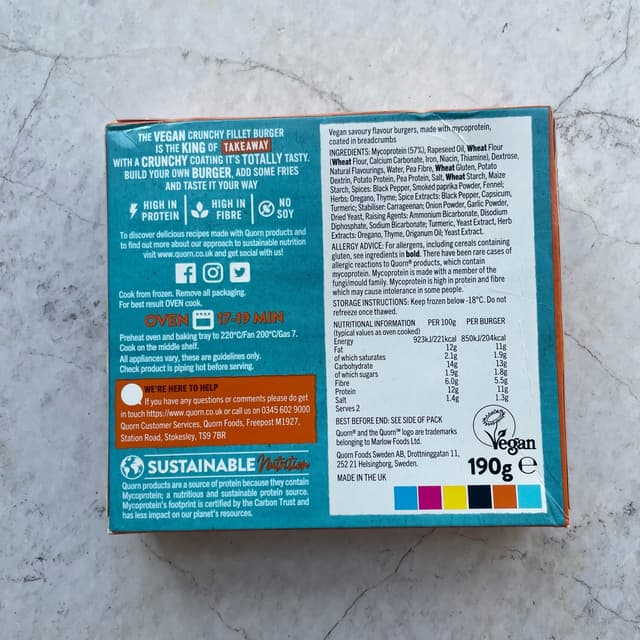 THE VEGAN CRUNCHY FILLET BURGER
IS THE KING OF TAKEAWAY
WITH A CRUNCHY COATING IT'S TOTALLY TASTY.
BUILD YOUR OWN BURGER, ADD SOME FRIES
AND TASTE IT YOUR WAY
HIGH IN PROTEIN
HIGH IN FIBRE
NO SOY
To discover delicious recipes made with Quorn products and
to find out more about our approach to sustainable nutrition
visit www.quorn.co.uk and get social with us!
Cook from frozen. Remove all packaging.
For best result OVEN cook.
OVEN 17-19 MIN
Preheat oven and baking tray to 220°C/Fan 200°C/Gas 7.
Cook on the middle shelf.
All appliances vary, these are guidelines only.
Check product is piping hot before serving.
WE'RE HERE TO HELP
If you have any questions or comments please do get
in touch https://www.quorn.co.uk or call us on 0345 602 9000
Quorn Customer Services, Quorn Foods, Freepost M1927,
Station Road, Stokesley, TS9 7BR
SUSTAINABLE Nutrition
Quorn products are a source of protein because they contain
Mycoprotein; a nutritious and sustainable protein source.
Mycoprotein's footprint is certified by the Carbon Trust and
has less impact on our planet's resources.
Vegan savoury flavour burgers, made with mycoprotein,
coated in breadcrumbs
INGREDIENTS: Mycoprotein (57%), Rapeseed Oil, Wheat Flour
(Wheat Flour, Calcium Carbonate, Iron, Niacin, Thiamine), Dextrose,
Natural Flavourings, Water, Pea Fibre, Wheat Gluten, Potato
Dextrin, Potato Protein, Pea Protein, Salt, Wheat Starch, Maize
Starch, Spices: Black Pepper, Smoked paprika Powder, Fennel;
Herbs: Oregano, Thyme; Spice Extracts: Black Pepper, Capsicum,
Turmeric; Stabiliser: Carrageenan; Onion Powder, Garlic Powder,
Dried Yeast, Raising Agents: Ammonium Bicarbonate, Disodium
Diphosphate, Sodium Bicarbonate; Turmeric, Yeast Extract, Herb
Extracts: Oregano, Thyme, Origanum Oil; Yeast Extract.
ALLERGY ADVICE: For allergens, including cereals containing
gluten, see ingredients in bold. There have been rare cases of
allergic reactions to Quorn® products, which contain
mycoprotein. Mycoprotein is made with a member of the
fungi/mould family. Mycoprotein is high in protein and fibre
which may cause intolerance in some people.
STORAGE INSTRUCTIONS: Keep frozen below -18°C. Do not
refreeze once thawed.
NUTRITIONAL INFORMATION PER 100g PER BURGER
(typical values as oven cooked)
Energy 923kJ/221kcal 850kJ/204kcal
Fat 12g 11g
of which saturates 2.1g 1.9g
Carbohydrate 14g 13g
of which sugars 1.9g 1.8g
Fibre 6.0g 5.5g
Protein 12g 11g
Salt 1.4g 1.3g
Serves 2
BEST BEFORE END: SEE SIDE OF PACK
Quorn® and the Quorn™ logo are trademarks
belonging to Marlow Foods Ltd.
Quorn Foods Sweden AB, Drottninggatan 11,
252 21 Helsingborg, Sweden.
MADE IN THE UK
Vegan
190g ℮